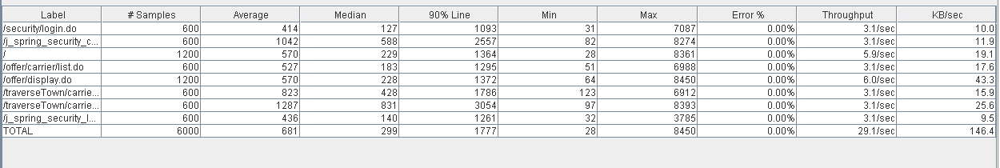 Label # Samples Average Median 90% Line Min Max Error % Throughput KB/sec
/security/login.do 600 414 127 1093 31 7087 0.00% 3.1/sec 10.0
/j_spring_security_c... 600 1042 588 2557 82 8274 0.00% 3.1/sec 11.9
/ 1200 570 229 1364 28 8361 0.00% 5.9/sec 19.1
/offer/carrier/list.do 600 527 183 1295 51 6988 0.00% 3.1/sec 17.6
/offer/display.do 1200 570 228 1372 64 8450 0.00% 6.0/sec 43.3
/traverseTown/carrie... 600 823 428 1786 123 6912 0.00% 3.1/sec 15.9
/traverseTown/carrie... 600 1287 831 3054 97 8393 0.00% 3.1/sec 25.6
/j_spring_security_l... 600 436 140 1261 32 3785 0.00% 3.1/sec 9.5
TOTAL 6000 681 299 1777 28 8450 0.00% 29.1/sec 146.4